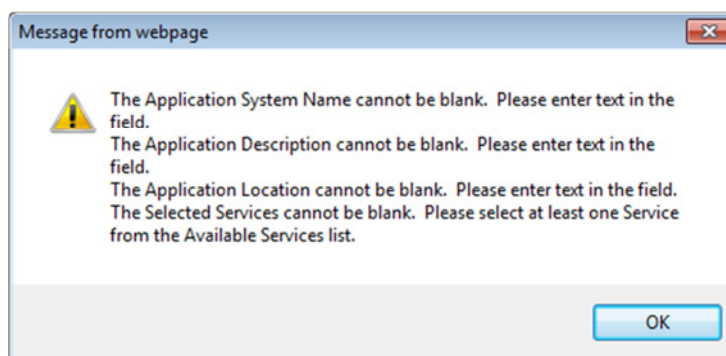 Message from webpage
The Application System Name cannot be blank.  Please enter text in the
field.
The Application Description cannot be blank.  Please enter text in the
field.
The Application Location cannot be blank.  Please enter text in the field.
The Selected Services cannot be blank.  Please select at least one Service
from the Available Services list.
OK